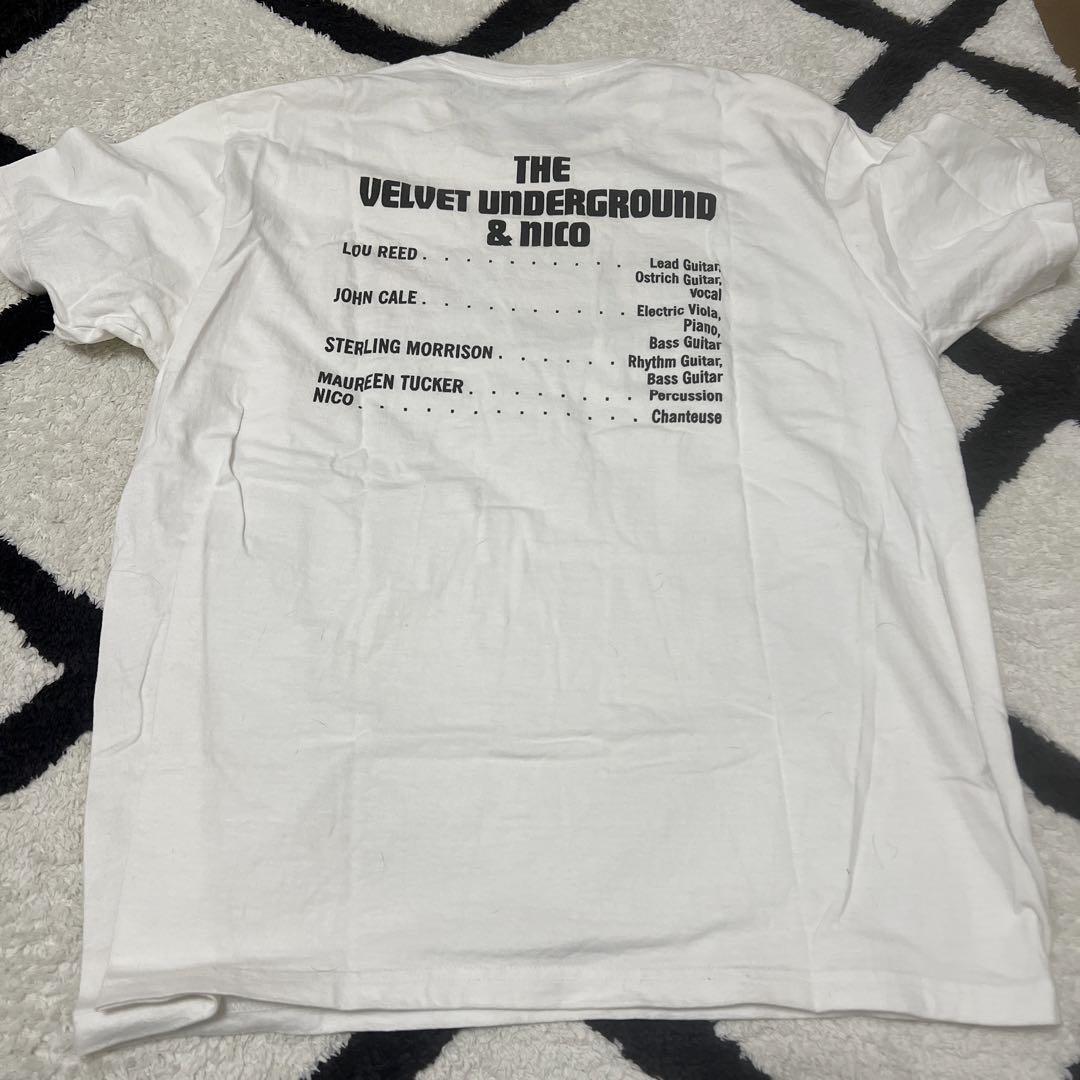 THE
VELVET UNDERGROUND
& NICO
LOU REED . . . . . . . . . . Lead Guitar,
Ostrich Guitar,
Vocal
JOHN CALE . . . . . . . . . Electric Viola,
Piano,
Bass Guitar
STERLING MORRISON . . . . . . Rhythm Guitar,
Bass Guitar
MAUREEN TUCKER . . . . . . . . Percussion
NICO . . . . . . . . . . . . . Chanteuse